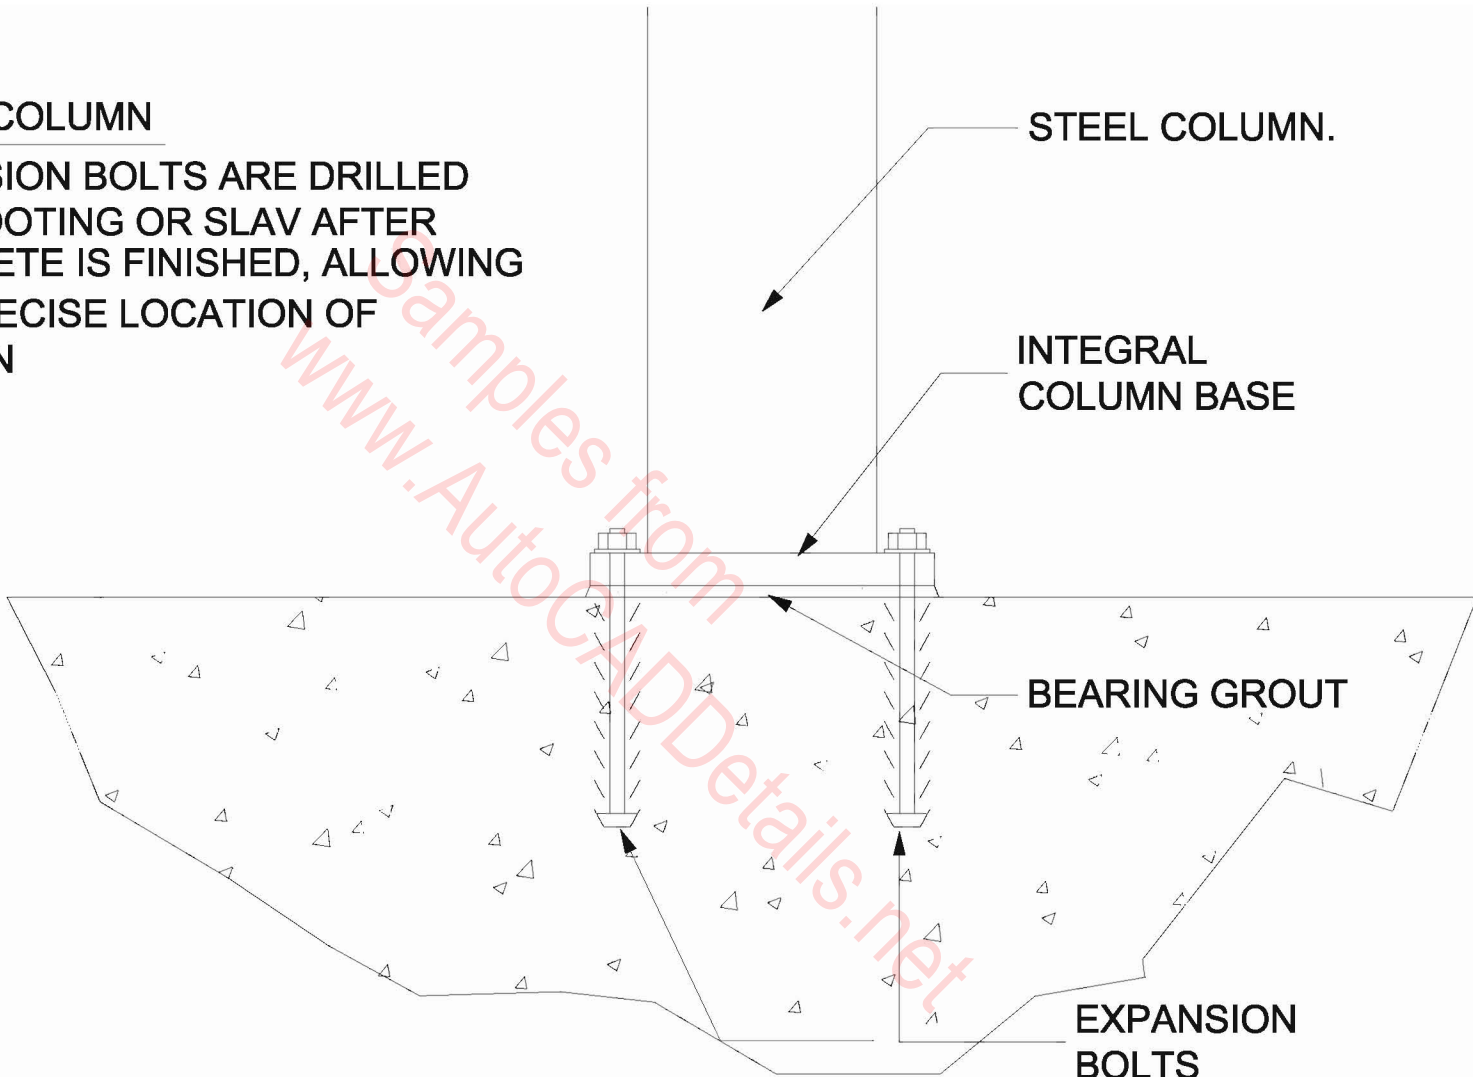 COLUMN
SION BOLTS ARE DRILLED
OOTING OR SLAV AFTER
ETE IS FINISHED, ALLOWING
ECISE LOCATION OF
N
STEEL COLUMN.
INTEGRAL
COLUMN BASE
BEARING GROUT
EXPANSION
BOLTS
Samples from
www.AutoCADDetails.net